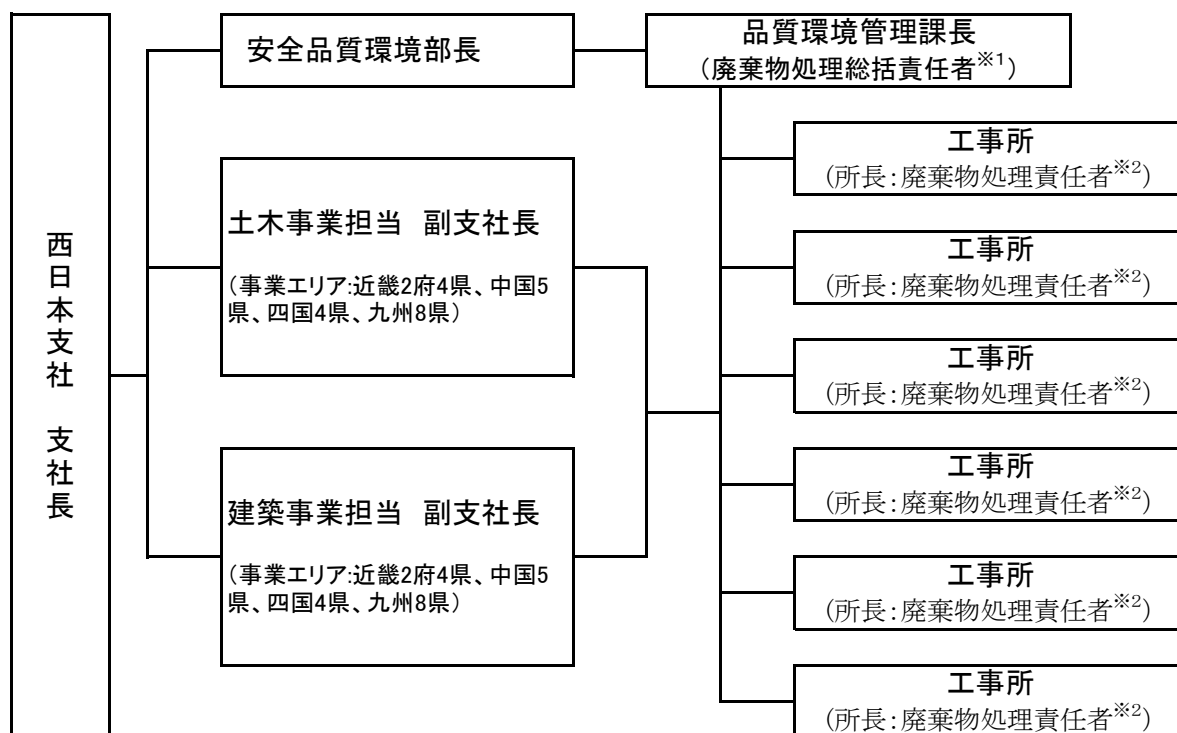 西日本支社　支社長
安全品質環境部長
品質環境管理課長
(廃棄物処理総括責任者※1)
土木事業担当　副支社長
(事業エリア:近畿2府4県、中国5
県、四国4県、九州8県)
建築事業担当　副支社長
(事業エリア:近畿2府4県、中国5
県、四国4県、九州8県)
工事所
(所長:廃棄物処理責任者※2)
工事所
(所長:廃棄物処理責任者※2)
工事所
(所長:廃棄物処理責任者※2)
工事所
(所長:廃棄物処理責任者※2)
工事所
(所長:廃棄物処理責任者※2)
工事所
(所長:廃棄物処理責任者※2)